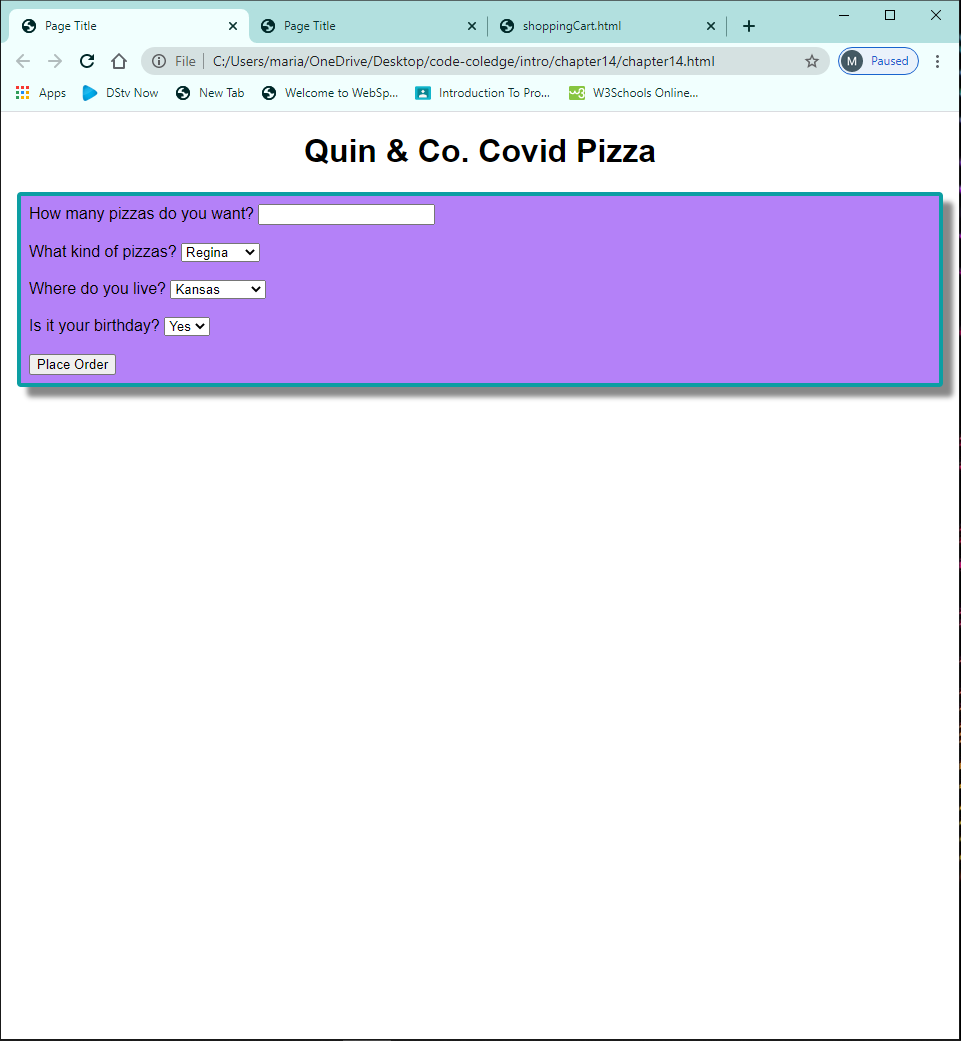 Page Title
Page Title
shoppingCart.html
File
C:/Users/maria/OneDrive/Desktop/code-coledge/intro/chapter14/chapter14.html
M
Paused
Apps
DStv Now
New Tab
Welcome to WebSp...
Introduction To Pro...
W3Schools Online...
Quin & Co. Covid Pizza
How many pizzas do you want?
What kind of pizzas? Regina
Where do you live? Kansas
Is it your birthday? Yes
Place Order